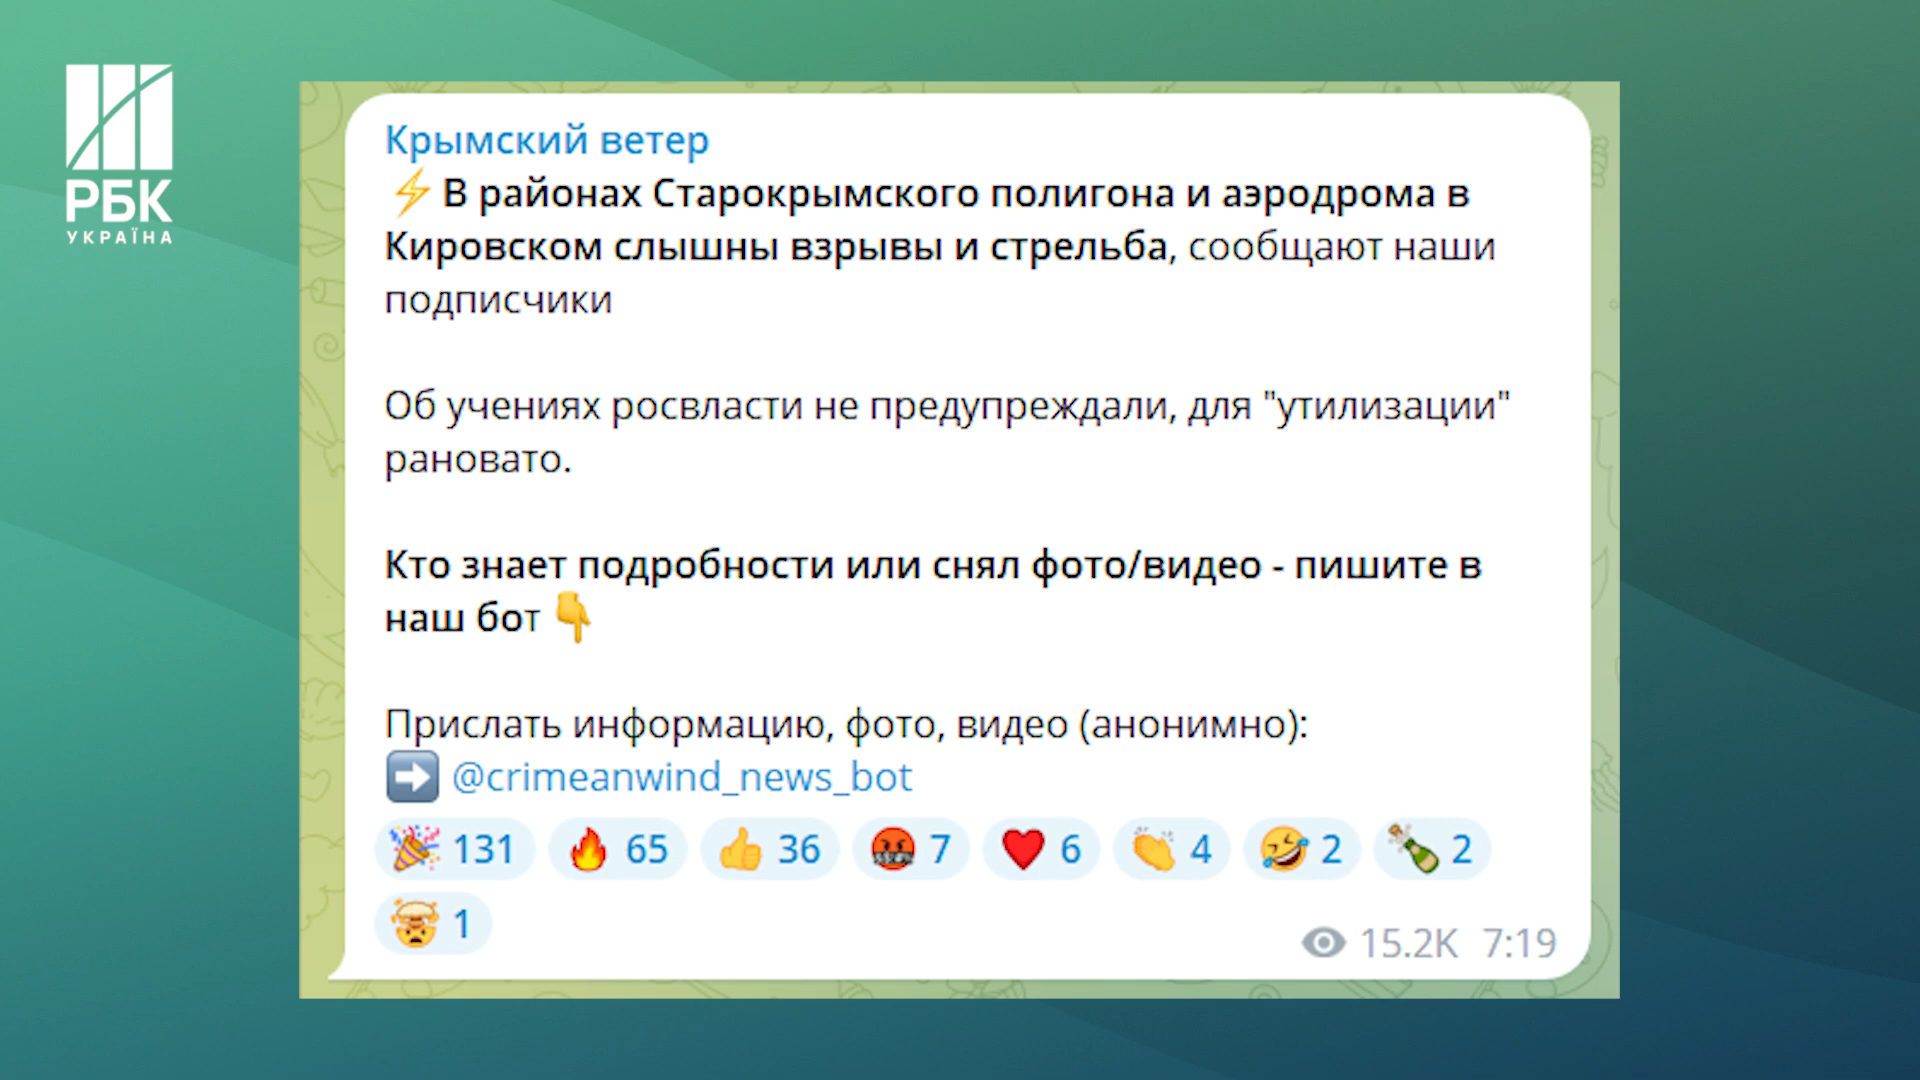 РБК
УКРАЇНА
Крымский ветер
⚡ В районах Старокрымского полигона и аэродрома в
Кировском слышны взрывы и стрельба, сообщают наши
подписчики
Об учениях росвласти не предупреждали, для "утилизации"
рановато.
Кто знает подробности или снял фото/видео - пишите в
наш бот 👇
Прислать информацию, фото, видео (анонимно):
➡️ @crimeanwind_news_bot
🎉 131 🔥 65 👍 36 🤬 7 ❤️ 6 👏 4 🤣 2 🍾 2
🤯 1
15.2K 7:19